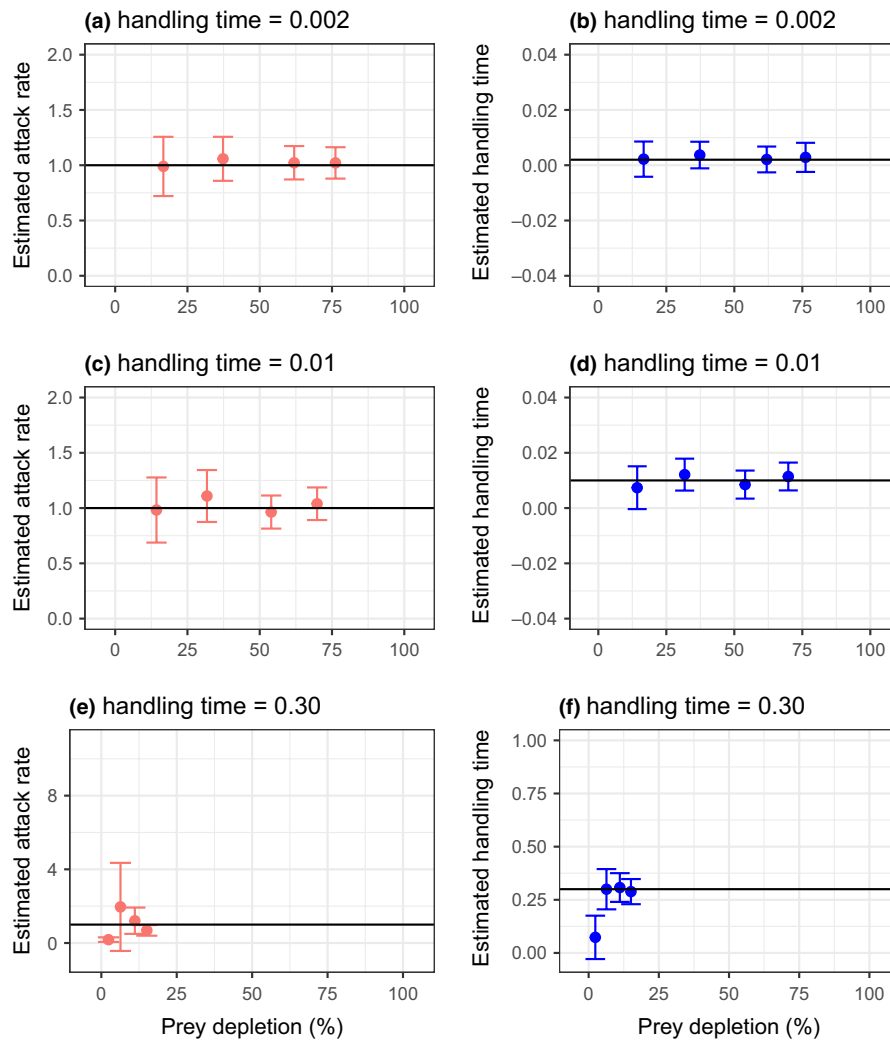 (a) handling time = 0.002
Estimated attack rate
2.0
1.5
1.0
0.5
0.0
0 25 50 75 100
(b) handling time = 0.002
Estimated handling time
0.04
0.02
0.00
−0.02
−0.04
0 25 50 75 100
(c) handling time = 0.01
Estimated attack rate
2.0
1.5
1.0
0.5
0.0
0 25 50 75 100
(d) handling time = 0.01
Estimated handling time
0.04
0.02
0.00
−0.02
−0.04
0 25 50 75 100
(e) handling time = 0.30
Estimated attack rate
8
4
0
0 25 50 75 100
Prey depletion (%)
(f) handling time = 0.30
Estimated handling time
1.00
0.75
0.50
0.25
0.00
0 25 50 75 100
Prey depletion (%)